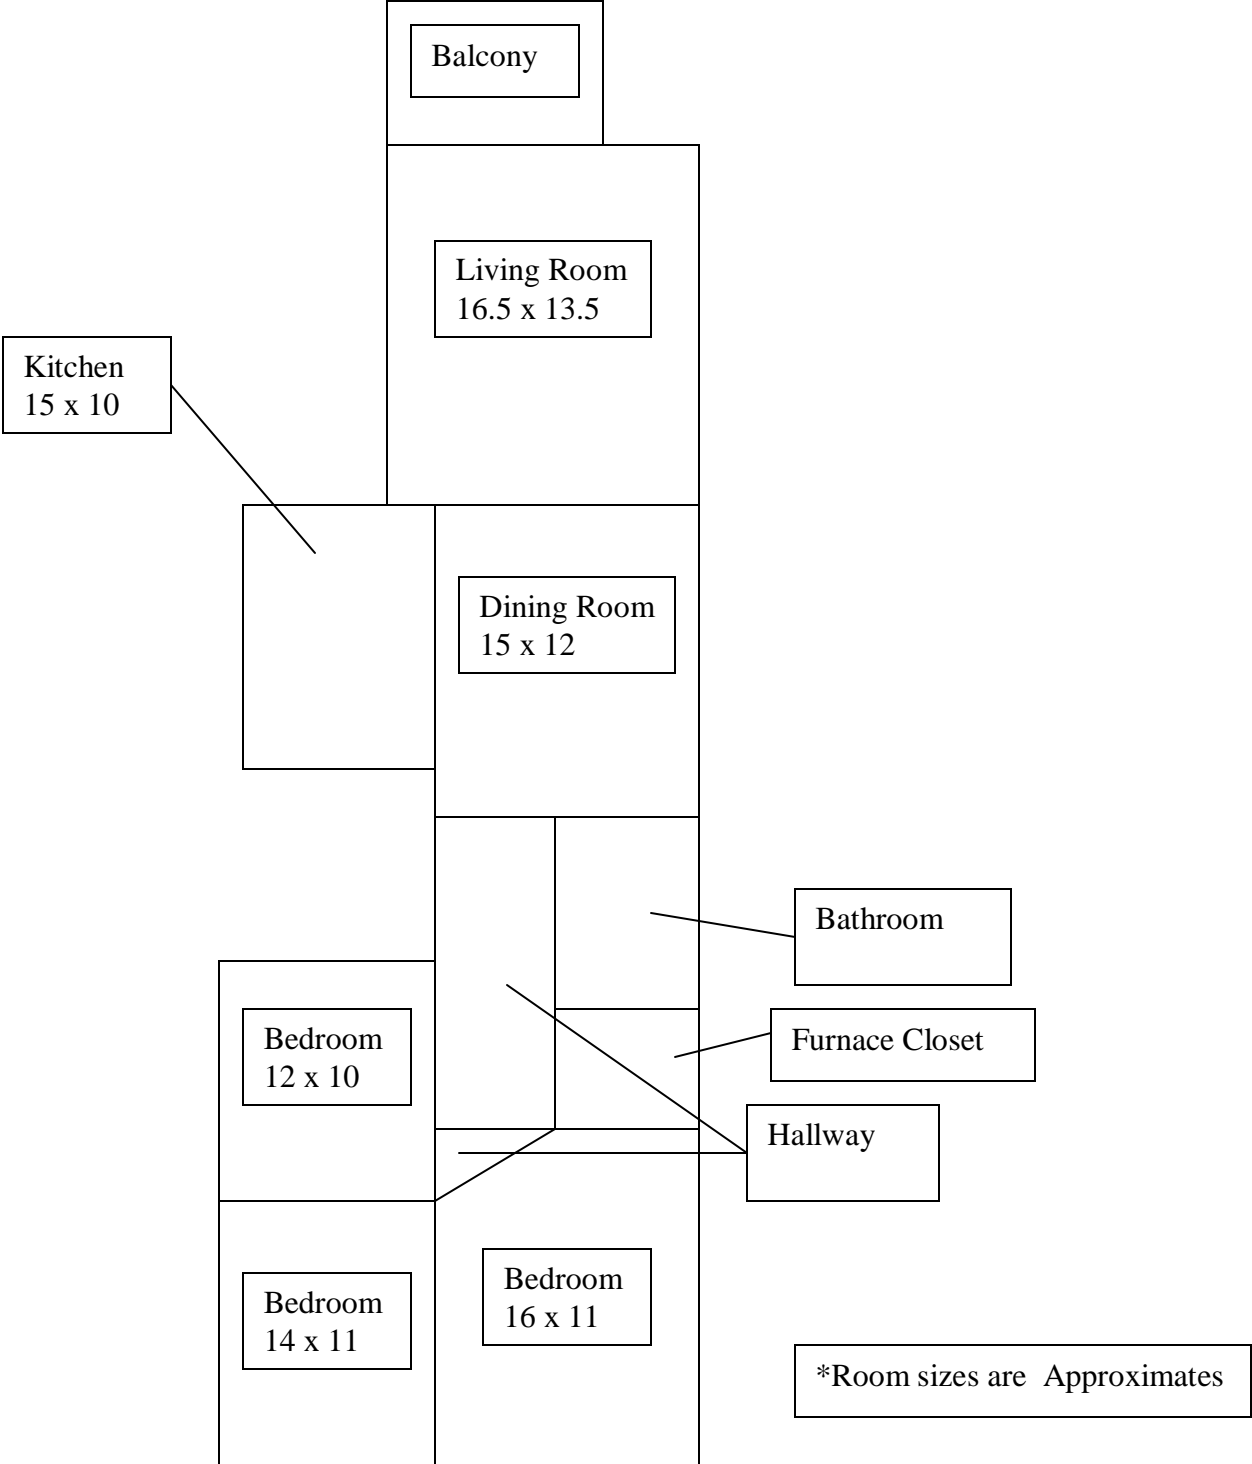 Balcony
Living Room
16.5 x 13.5
Kitchen
15 x 10
Dining Room
15 x 12
Bathroom
Furnace Closet
Bedroom
12 x 10
Hallway
Bedroom
14 x 11
Bedroom
16 x 11
*Room sizes are  Approximates